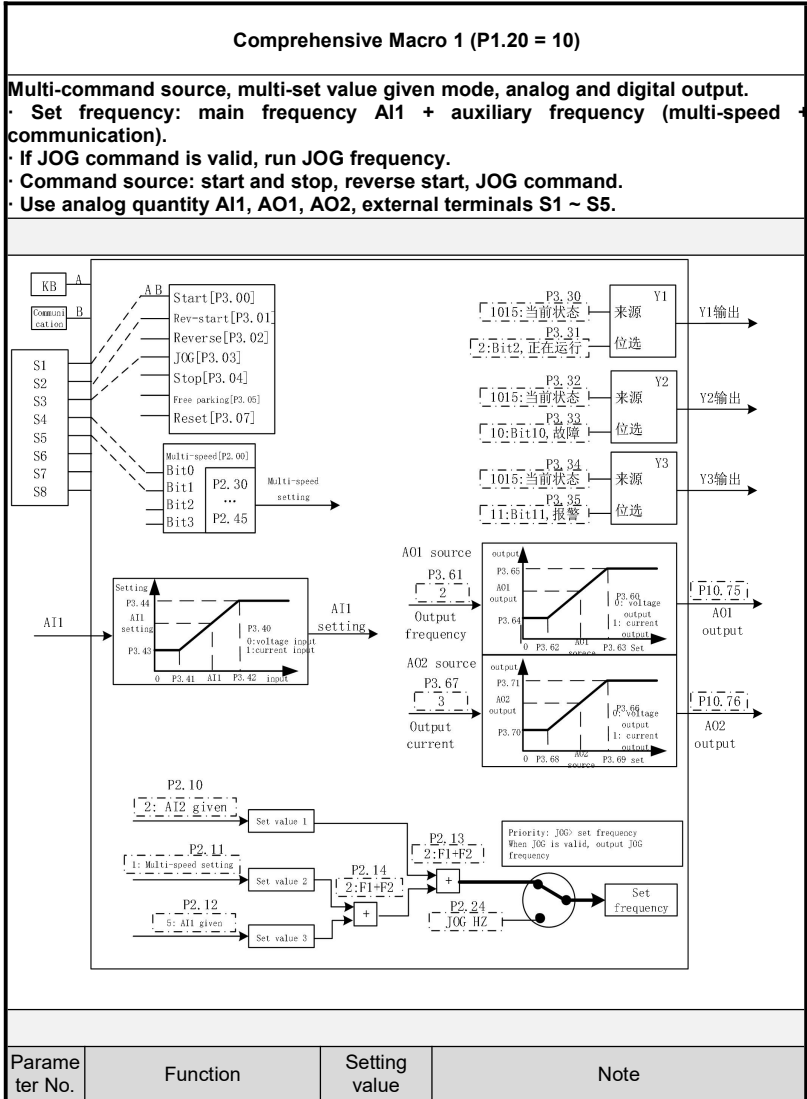 Comprehensive Macro 1 (P1.20 = 10)
Multi-command source, multi-set value given mode, analog and digital output.
· Set frequency: main frequency AI1 + auxiliary frequency (multi-speed +
communication).
· If JOG command is valid, run JOG frequency.
· Command source: start and stop, reverse start, JOG command.
· Use analog quantity AI1, AO1, AO2, external terminals S1 ~ S5.
KB
A
Communi
cation
B
S1
S2
S3
S4
S5
S6
S7
S8
A B
Start[P3.00]
Rev-start[P3.01]
Reverse[P3.02]
JOG[P3.03]
Stop[P3.04]
Free parking[P3.05]
Reset[P3.07]
Multi-speed[P2.00]
Bit0
Bit1
Bit2
Bit3
P2.30
...
P2.45
Multi-speed
setting
P3.30
1015:当前状态
P3.31
2:Bit2,正在运行
Y1
来源
位选
Y1输出
P3.32
1015:当前状态
P3.33
10:Bit10,故障
Y2
来源
位选
Y2输出
P3.34
1015:当前状态
P3.35
11:Bit11,报警
Y3
来源
位选
Y3输出
AI1
Setting
P3.44
AI1
setting
P3.43
P3.40
0:voltage input
1:current input
0 P3.41 AI1 P3.42 input
AI1
setting
AO1 source
P3.61
2
Output
frequency
output
P3.65
AO1
output
P3.64
P3.60
0: voltage
output
1: current
output
0 P3.62 AO1 P3.63 Set
source
P10.75
AO1
output
AO2 source
P3.67
3
Output
current
output
P3.71
AO2
output
P3.70
P3.66
0: voltage
output
1: current
output
0 P3.68 AO2 P3.69 set
source
P10.76
AO2
output
P2.10
2: AI2 given
Set value 1
P2.11
1: Multi-speed setting
Set value 2
P2.12
5: AI1 given
Set value 3
P2.14
2:F1+F2
+
P2.13
2:F1+F2
+
P2.24
JOG HZ
Priority: JOG> set frequency
When JOG is valid, output JOG
frequency
Set
frequency
Parame
ter No.
Function
Setting
value
Note